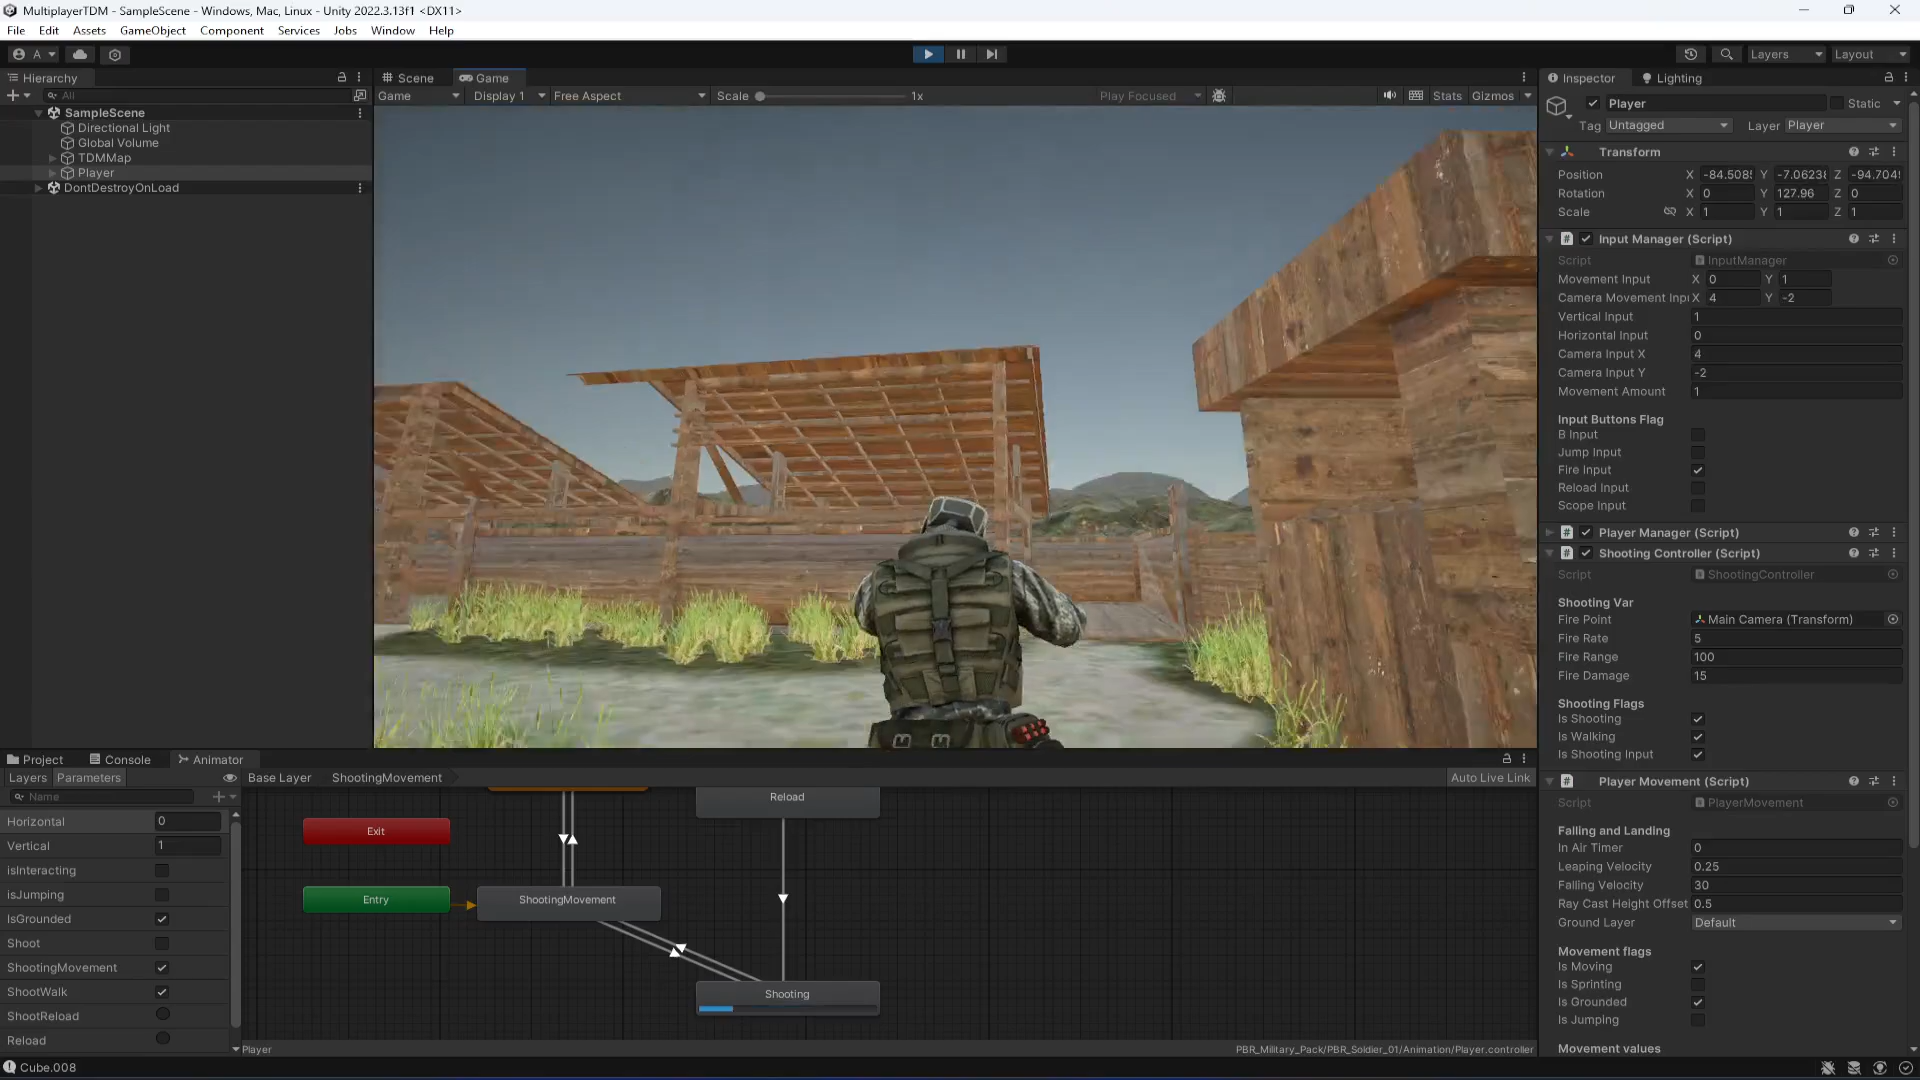 MultiplayerTDM - SampleScene - Windows, Mac, Linux - Unity 2022.3.13f1 <DX11>
File Edit Assets GameObject Component Services Jobs Window Help
A Layers Layout
Hierarchy
All
SampleScene
Directional Light
Global Volume
TDMMap
Player
DontDestroyOnLoad
Scene Game
Game Display 1 Free Aspect Scale 1x Play Focused Stats Gizmos
Inspector Lighting
Player Static
Tag Untagged Layer Player
Transform
Position X Y Z
Rotation X 0 Y 127.96 Z 0
Scale X 1 Y 1 Z 1
Input Manager (Script)
Script InputManager
Movement Input X 0 Y 1
Camera Movement Inpu X 4 Y -2
Vertical Input 1
Horizontal Input 0
Camera Input X 4
Camera Input Y -2
Movement Amount 1
Input Buttons Flag
B Input
Jump Input
Fire Input
Reload Input
Scope Input
Player Manager (Script)
Shooting Controller (Script)
Script ShootingController
Shooting Var
Fire Point Main Camera (Transform)
Fire Rate 5
Fire Range 100
Fire Damage 15
Shooting Flags
Is Shooting
Is Walking
Is Shooting Input
Player Movement (Script)
Script PlayerMovement
Falling and Landing
In Air Timer 0
Leaping Velocity 0.25
Falling Velocity 30
Ray Cast Height Offset 0.5
Ground Layer Default
Movement flags
Is Moving
Is Sprinting
Is Grounded
Is Jumping
Movement values
Project Console Animator
Layers Parameters Base Layer ShootingMovement Auto Live Link
Name
Horizontal 0
Vertical 1
isInteracting
isJumping
IsGrounded
Shoot
ShootingMovement
ShootWalk
ShootReload
Reload
Reload
Exit
Entry
ShootingMovement
Shooting
Player
PBR_Military_Pack/PBR_Soldier_01/Animation/Player.controller
Cube.008